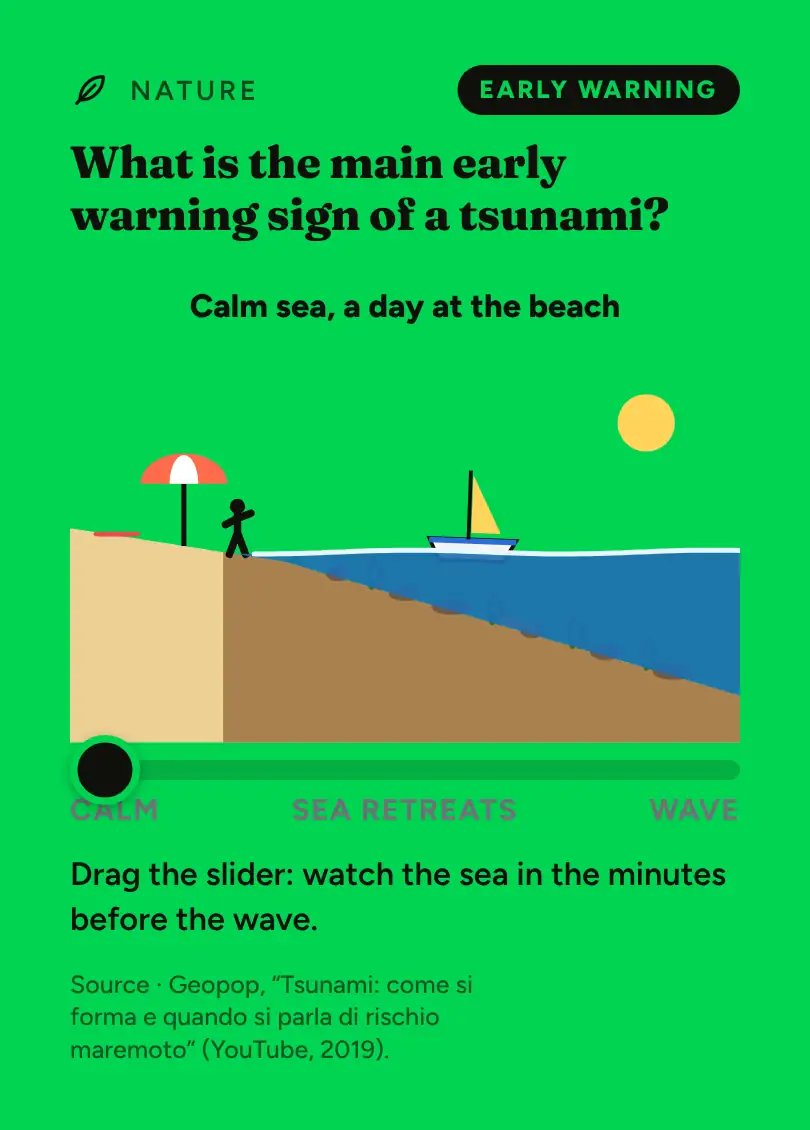 NATURE
EARLY WARNING
What is the main early
warning sign of a tsunami?
Calm sea, a day at the beach
CALM
SEA RETREATS
WAVE
Drag the slider: watch the sea in the minutes
before the wave.
Source · Geopop, “Tsunami: come si
forma e quando si parla di rischio
maremoto” (YouTube, 2019).